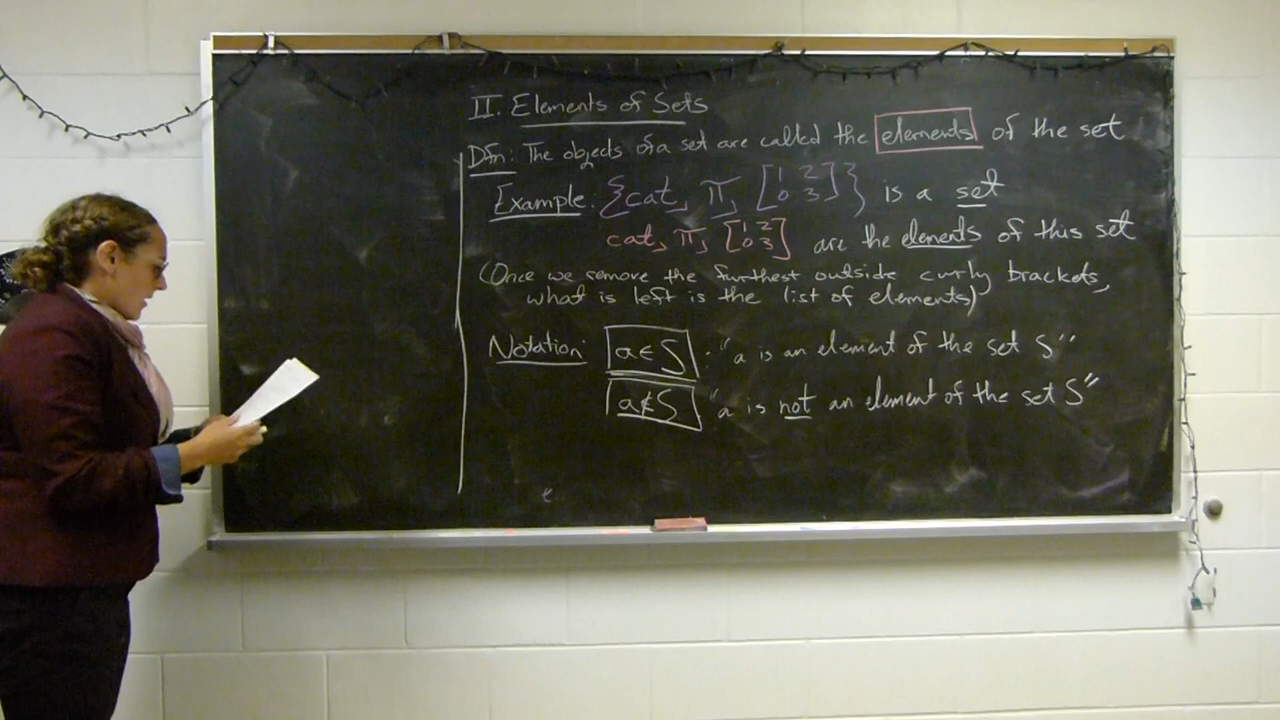 II. Elements of Sets
Dfn: The objects of a set are called the elements of the set
Example: {cat, π, [1 2 0 3]} is a set
cat, π, [1 2 0 3] are the elements of this set
(Once we remove the furthest outside curly brackets,
what is left is the list of elements)
Notation: a∈S · "a is an element of the set S"
a∉S "a is not an element of the set S"